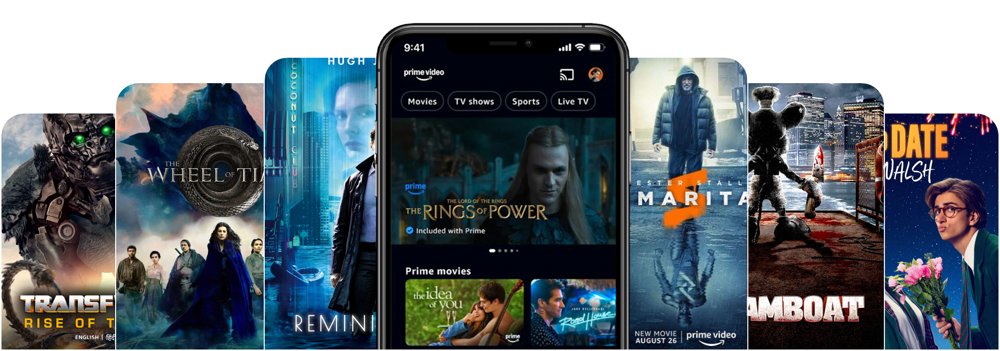 TRANSF
RISE OF T
ENGLISH | हिंदी
THE
WHEEL OF TI
HUGH J
COCONUT CLUB
REMINI
9:41
prime video
Movies
TV shows
Sports
Live TV
prime
THE LORD OF THE RINGS
THE RINGS OF POWER
Included with Prime
Prime movies
the idea
of you
prime
JAKE GYLLENHAAL
Road House
ESTER STALL
S
MARITA
NEW MOVIE
AUGUST 26
prime video
AMBOAT
DATE
WALSH